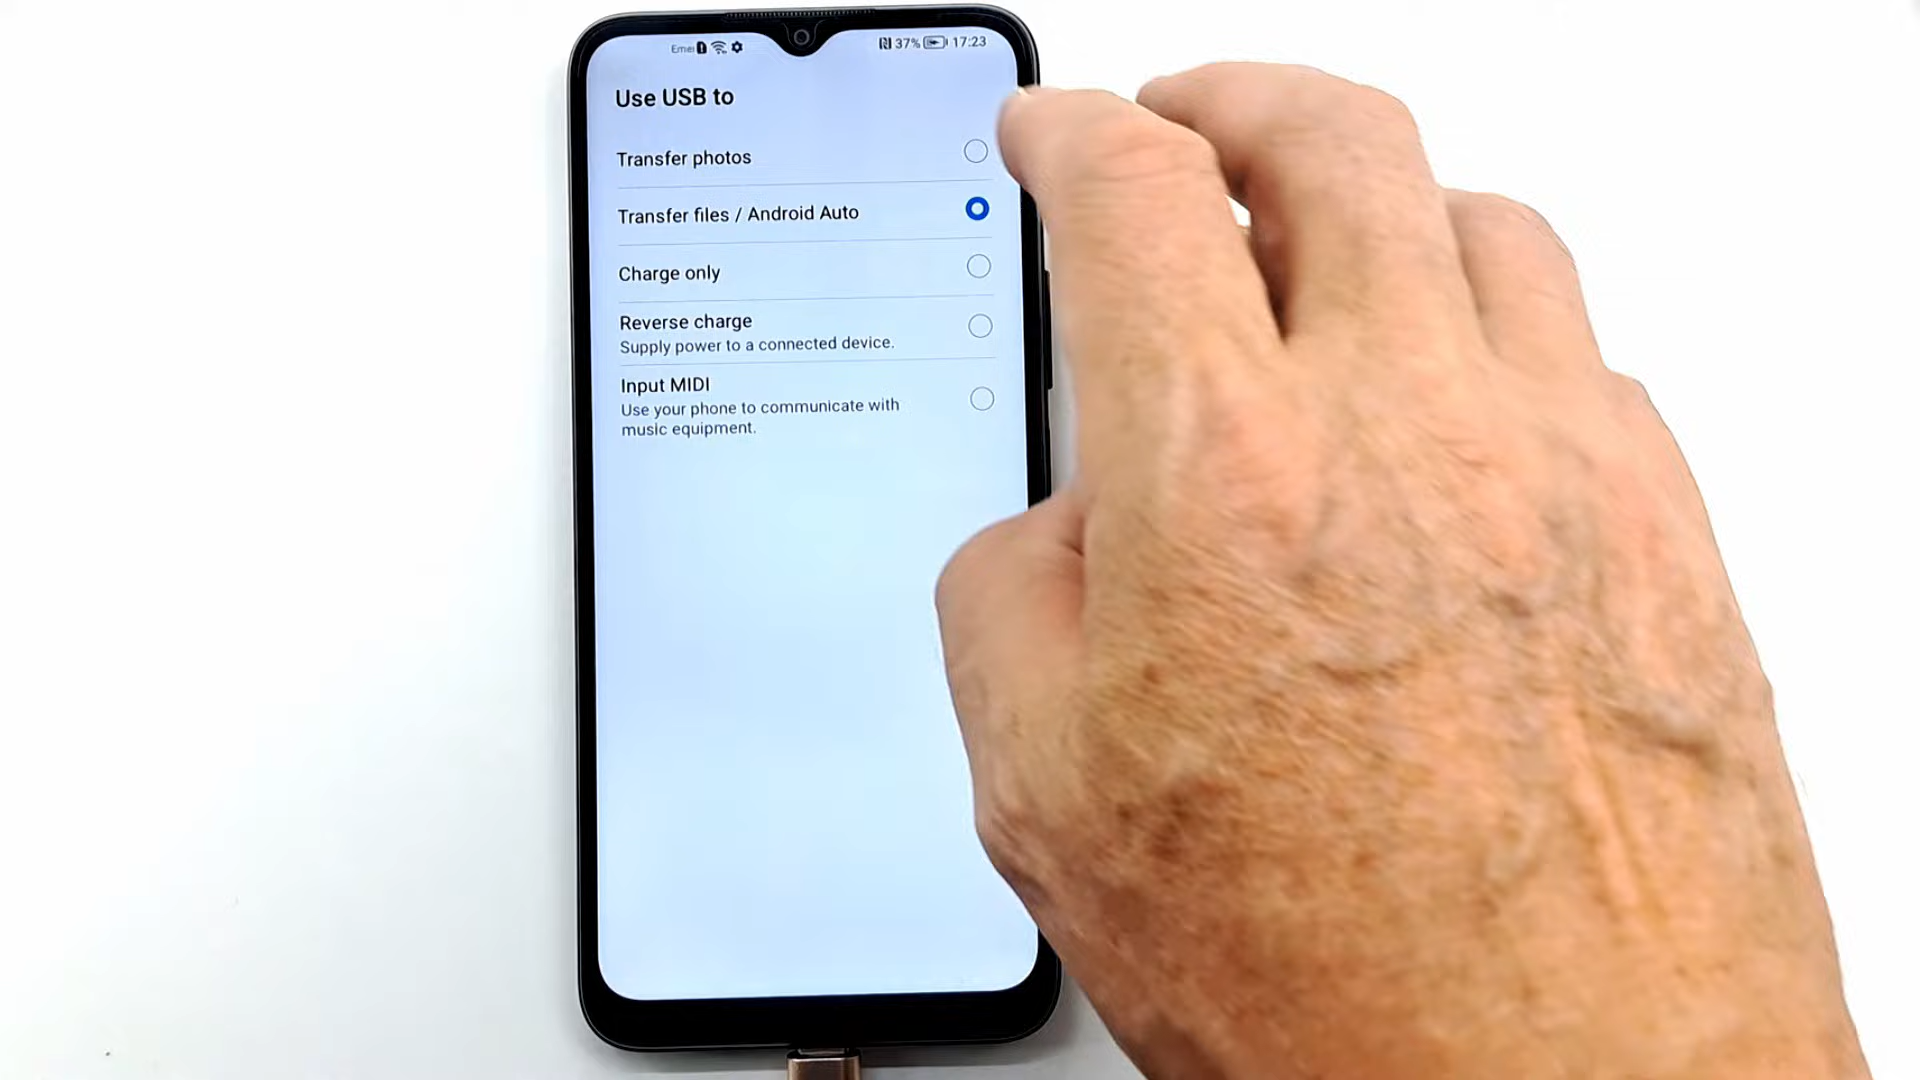 Emer 37% 17:23
Use USB to
Transfer photos
Transfer files / Android Auto
Charge only
Reverse charge
Supply power to a connected device.
Input MIDI
Use your phone to communicate with
music equipment.